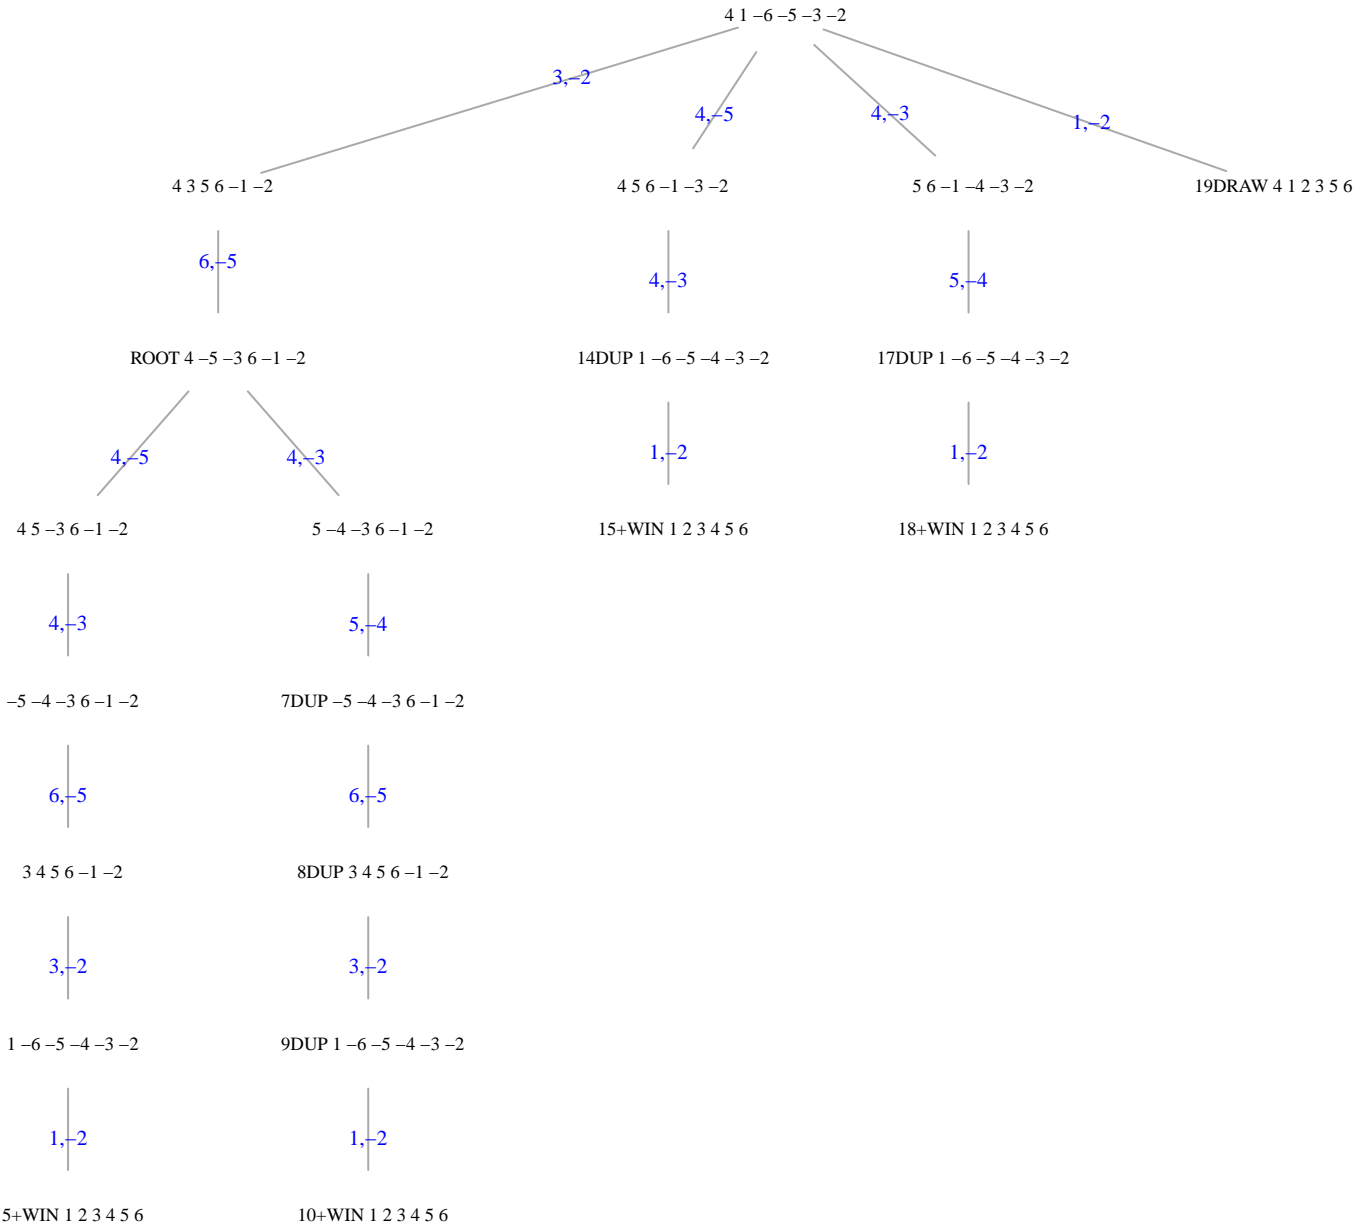 4 1 –6 –5 –3 –2
3,–2
4,–5
4,–3
1,–2
4 3 5 6 –1 –2
4 5 6 –1 –3 –2
5 6 –1 –4 –3 –2
19DRAW 4 1 2 3 5 6
6,–5
4,–3
5,–4
ROOT 4 –5 –3 6 –1 –2
14DUP 1 –6 –5 –4 –3 –2
17DUP 1 –6 –5 –4 –3 –2
4,–5
4,–3
1,–2
1,–2
4 5 –3 6 –1 –2
5 –4 –3 6 –1 –2
15+WIN 1 2 3 4 5 6
18+WIN 1 2 3 4 5 6
4,–3
5,–4
–5 –4 –3 6 –1 –2
7DUP –5 –4 –3 6 –1 –2
6,–5
6,–5
3 4 5 6 –1 –2
8DUP 3 4 5 6 –1 –2
3,–2
3,–2
1 –6 –5 –4 –3 –2
9DUP 1 –6 –5 –4 –3 –2
1,–2
1,–2
5+WIN 1 2 3 4 5 6
10+WIN 1 2 3 4 5 6